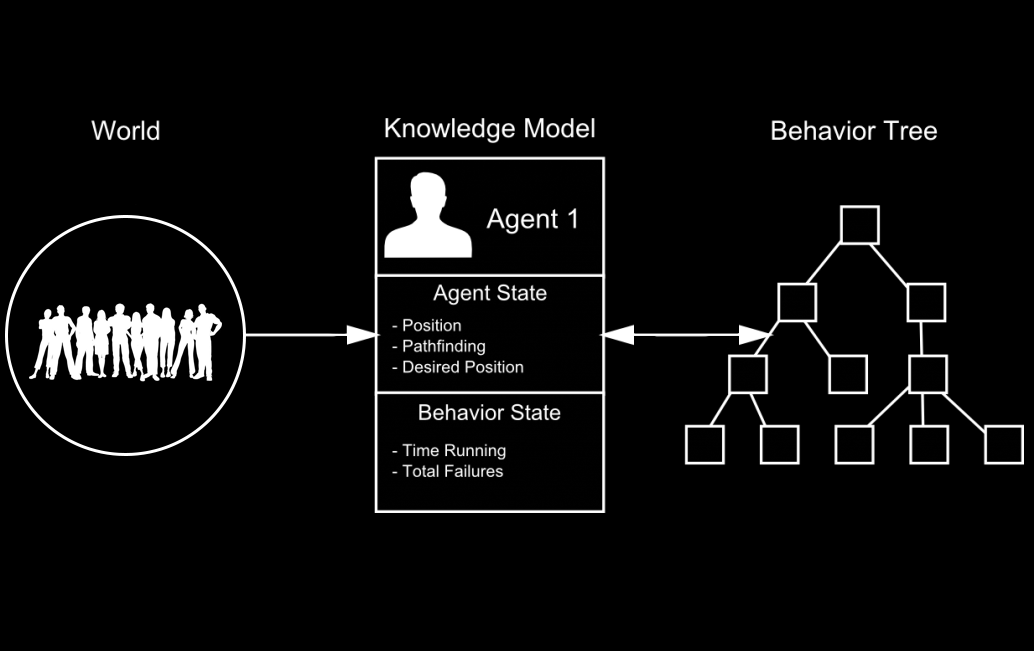 World
Knowledge Model
Behavior Tree
Agent 1
Agent State
- Position
- Pathfinding
- Desired Position
Behavior State
- Time Running
- Total Failures